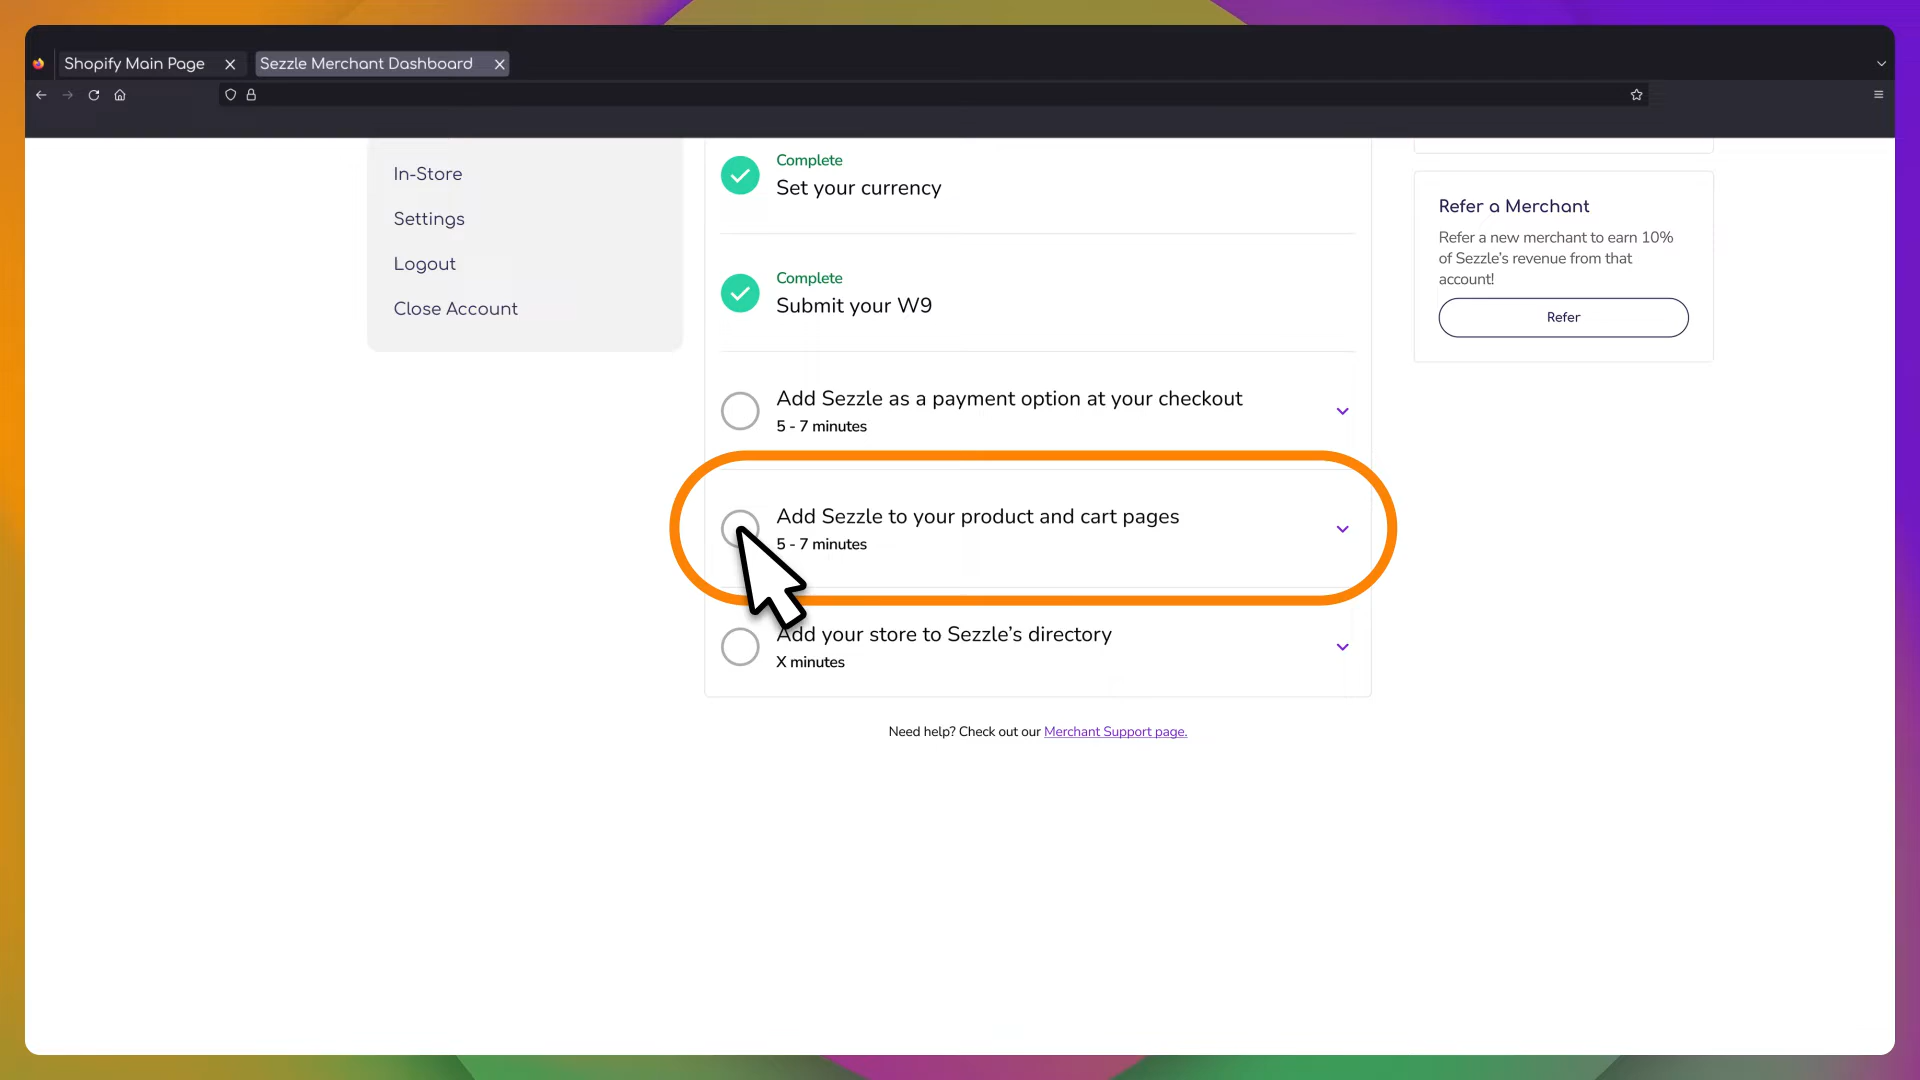 Shopify Main Page
Sezzle Merchant Dashboard
In-Store
Settings
Logout
Close Account
Complete
Set your currency
Complete
Submit your W9
Add Sezzle as a payment option at your checkout
5 - 7 minutes
Add Sezzle to your product and cart pages
5 - 7 minutes
Add your store to Sezzle’s directory
X minutes
Need help? Check out our Merchant Support page.
Refer a Merchant
Refer a new merchant to earn 10%
of Sezzle’s revenue from that
account!
Refer